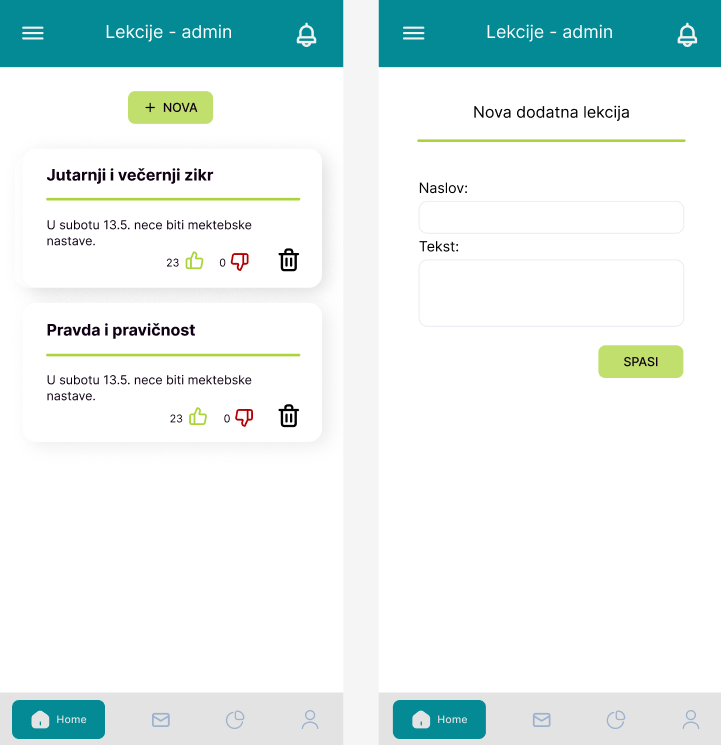 Lekcije - admin
+ NOVA
Jutarnji i večernji zikr
U subotu 13.5. nece biti mektebske
nastave.
23 0
Pravda i pravičnost
U subotu 13.5. nece biti mektebske
nastave.
23 0
Home
Lekcije - admin
Nova dodatna lekcija
Naslov:
Tekst:
SPASI
Home